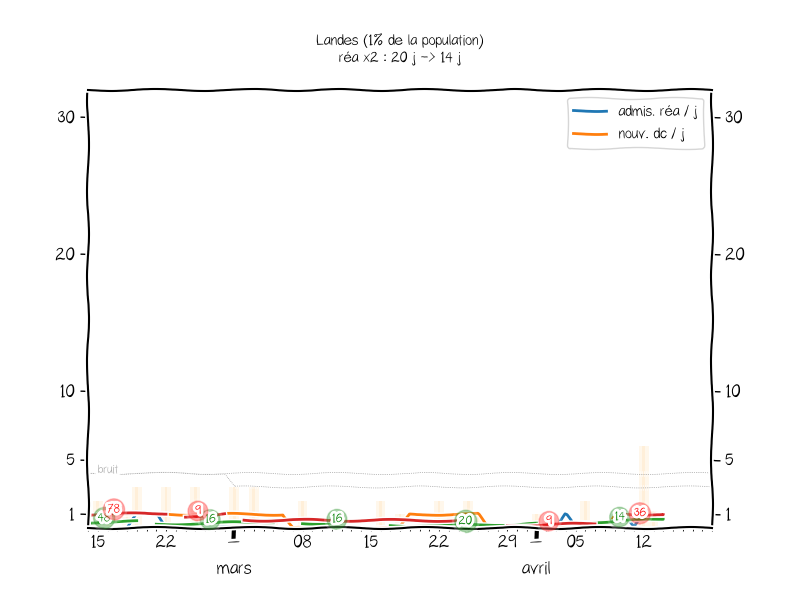 Landes (1% de la population)
réa x2 : 20 j -> 14 j
admis. réa / j
nouv. dc / j
30 30
20 20
10 10
5 5
bruit
1 1
48 78 9 16 16 20 9 14 36
15 22 08 15 22 29 05 12
mars avril